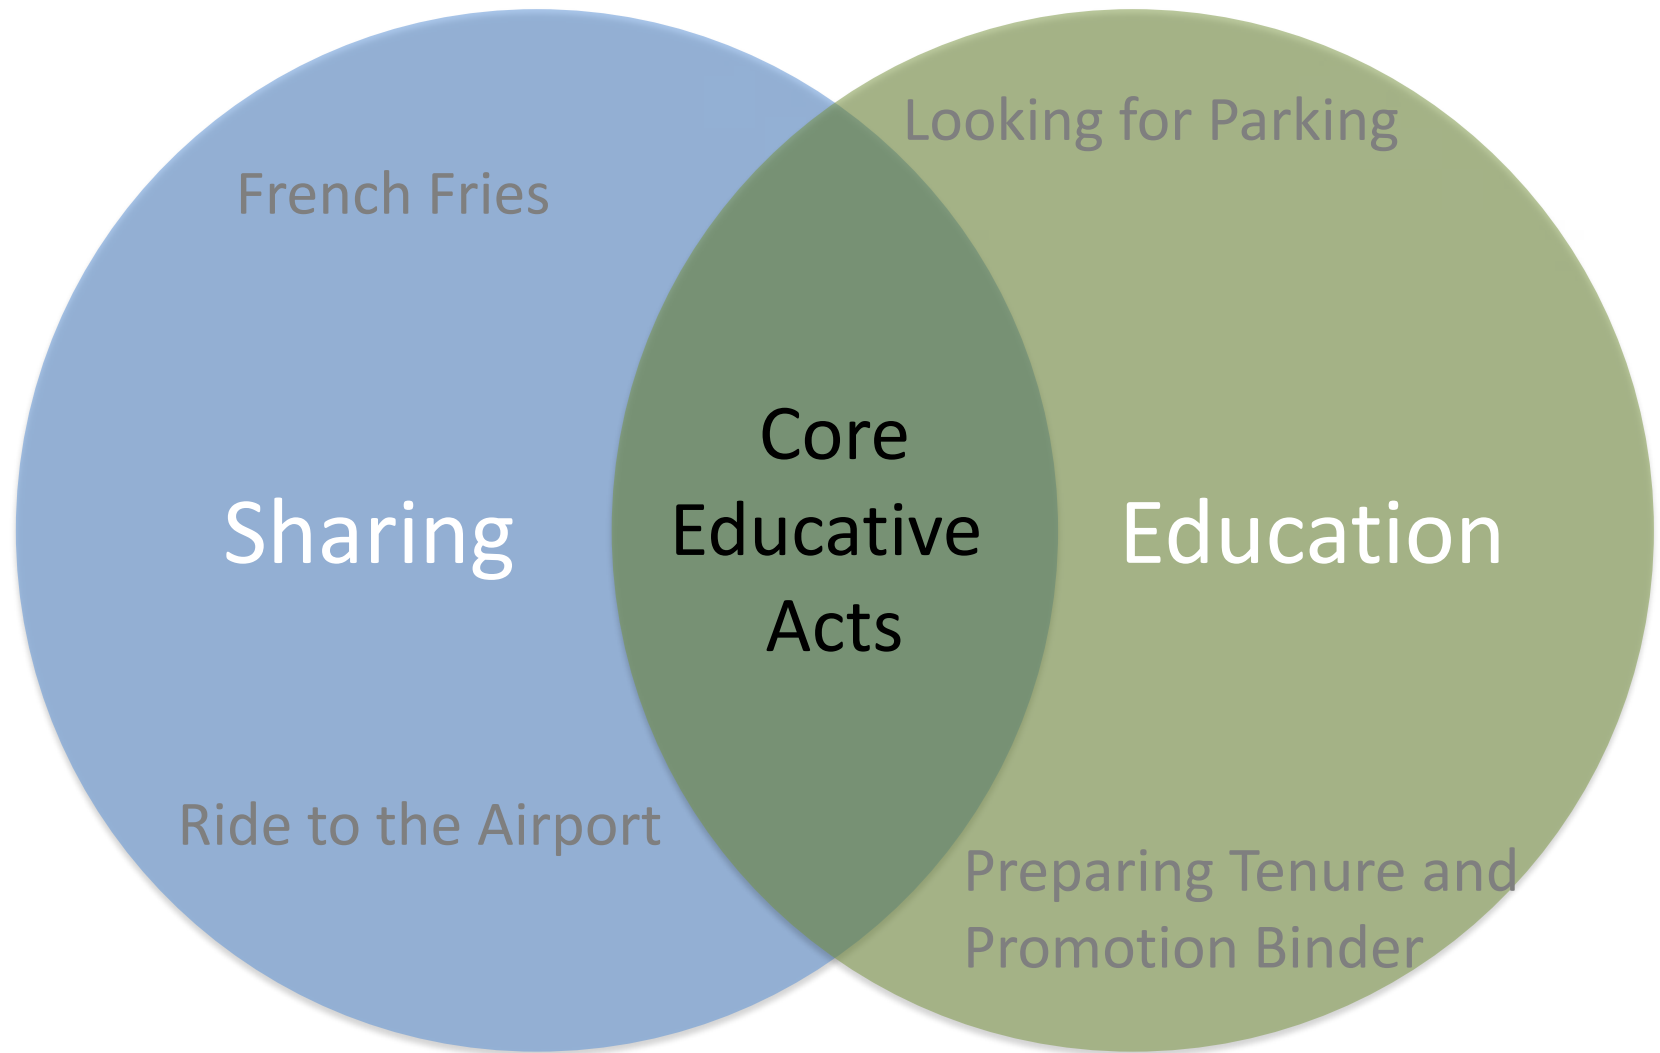 Looking for Parking
French Fries
Core
Educative
Acts
Sharing
Education
Ride to the Airport
Preparing Tenure and
Promotion Binder